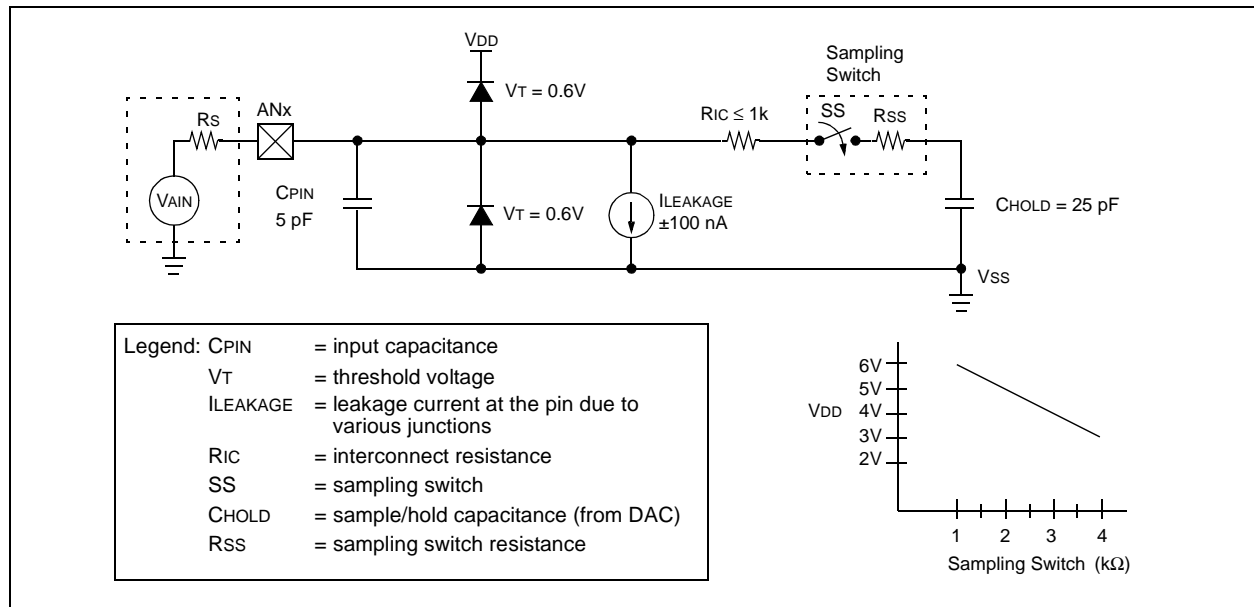 VDD
Sampling
Switch
VT = 0.6V
ANx
RS
RIC ≤ 1k
SS
RSS
VAIN
CPIN
5 pF
VT = 0.6V
ILEAKAGE
±100 nA
CHOLD = 25 pF
VSS
Legend: CPIN = input capacitance
VT = threshold voltage
ILEAKAGE = leakage current at the pin due to
various junctions
RIC = interconnect resistance
SS = sampling switch
CHOLD = sample/hold capacitance (from DAC)
RSS = sampling switch resistance
6V
5V
VDD 4V
3V
2V
1 2 3 4
Sampling Switch (kΩ)